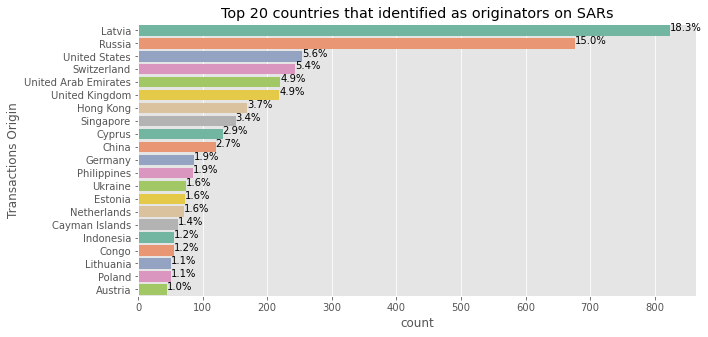 Top 20 countries that identified as originators on SARs
Transactions Origin
Latvia 18.3%
Russia 15.0%
United States 5.6%
Switzerland 5.4%
United Arab Emirates 4.9%
United Kingdom 4.9%
Hong Kong 3.7%
Singapore 3.4%
Cyprus 2.9%
China 2.7%
Germany 1.9%
Philippines 1.9%
Ukraine 1.6%
Estonia 1.6%
Netherlands 1.6%
Cayman Islands 1.4%
Indonesia 1.2%
Congo 1.2%
Lithuania 1.1%
Poland 1.1%
Austria 1.0%
0 100 200 300 400 500 600 700 800
count